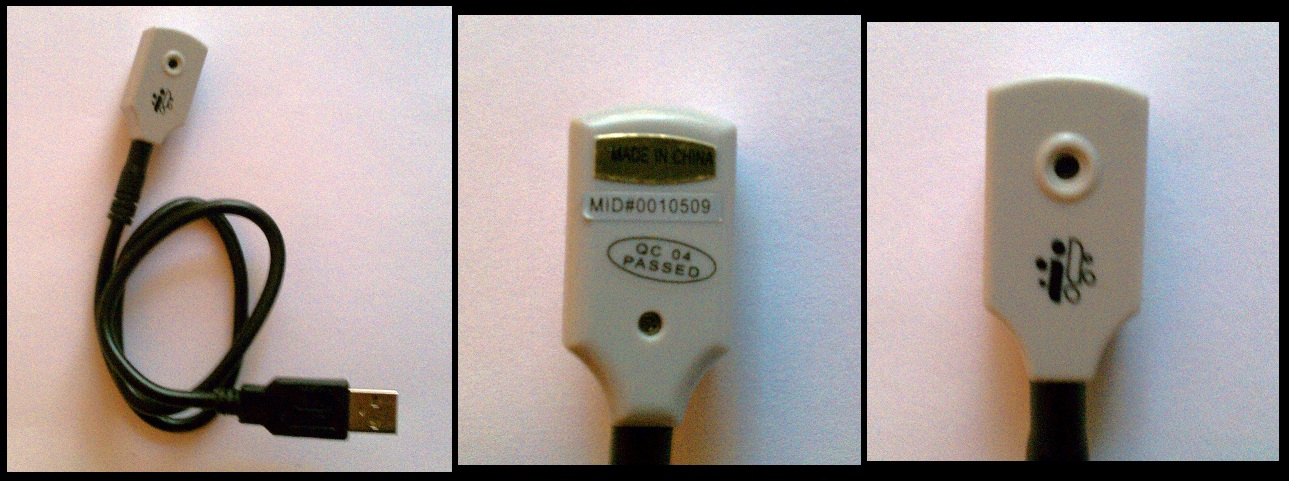 MADE IN CHINA
MID#0010509
QC 04
PASSED